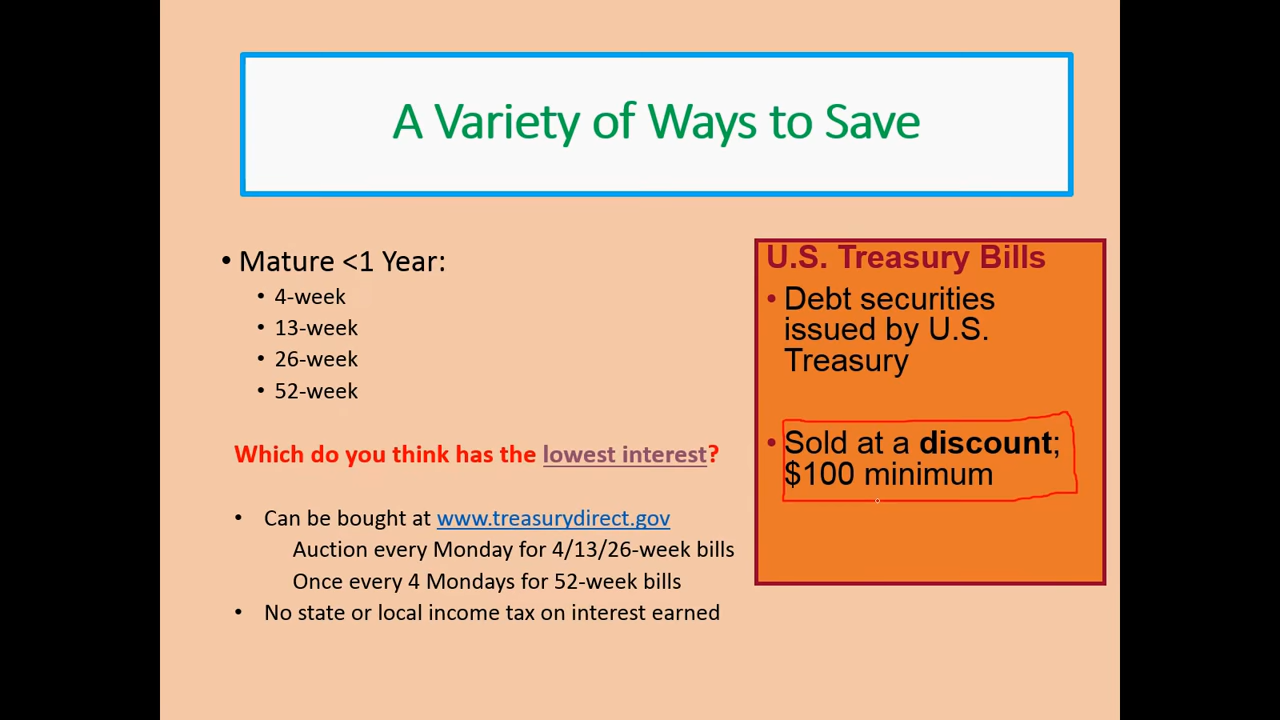 A Variety of Ways to Save
• Mature <1 Year:
• 4-week
• 13-week
• 26-week
• 52-week
Which do you think has the lowest interest?
• Can be bought at www.treasurydirect.gov
Auction every Monday for 4/13/26-week bills
Once every 4 Mondays for 52-week bills
• No state or local income tax on interest earned
U.S. Treasury Bills
• Debt securities
issued by U.S.
Treasury
• Sold at a discount;
$100 minimum